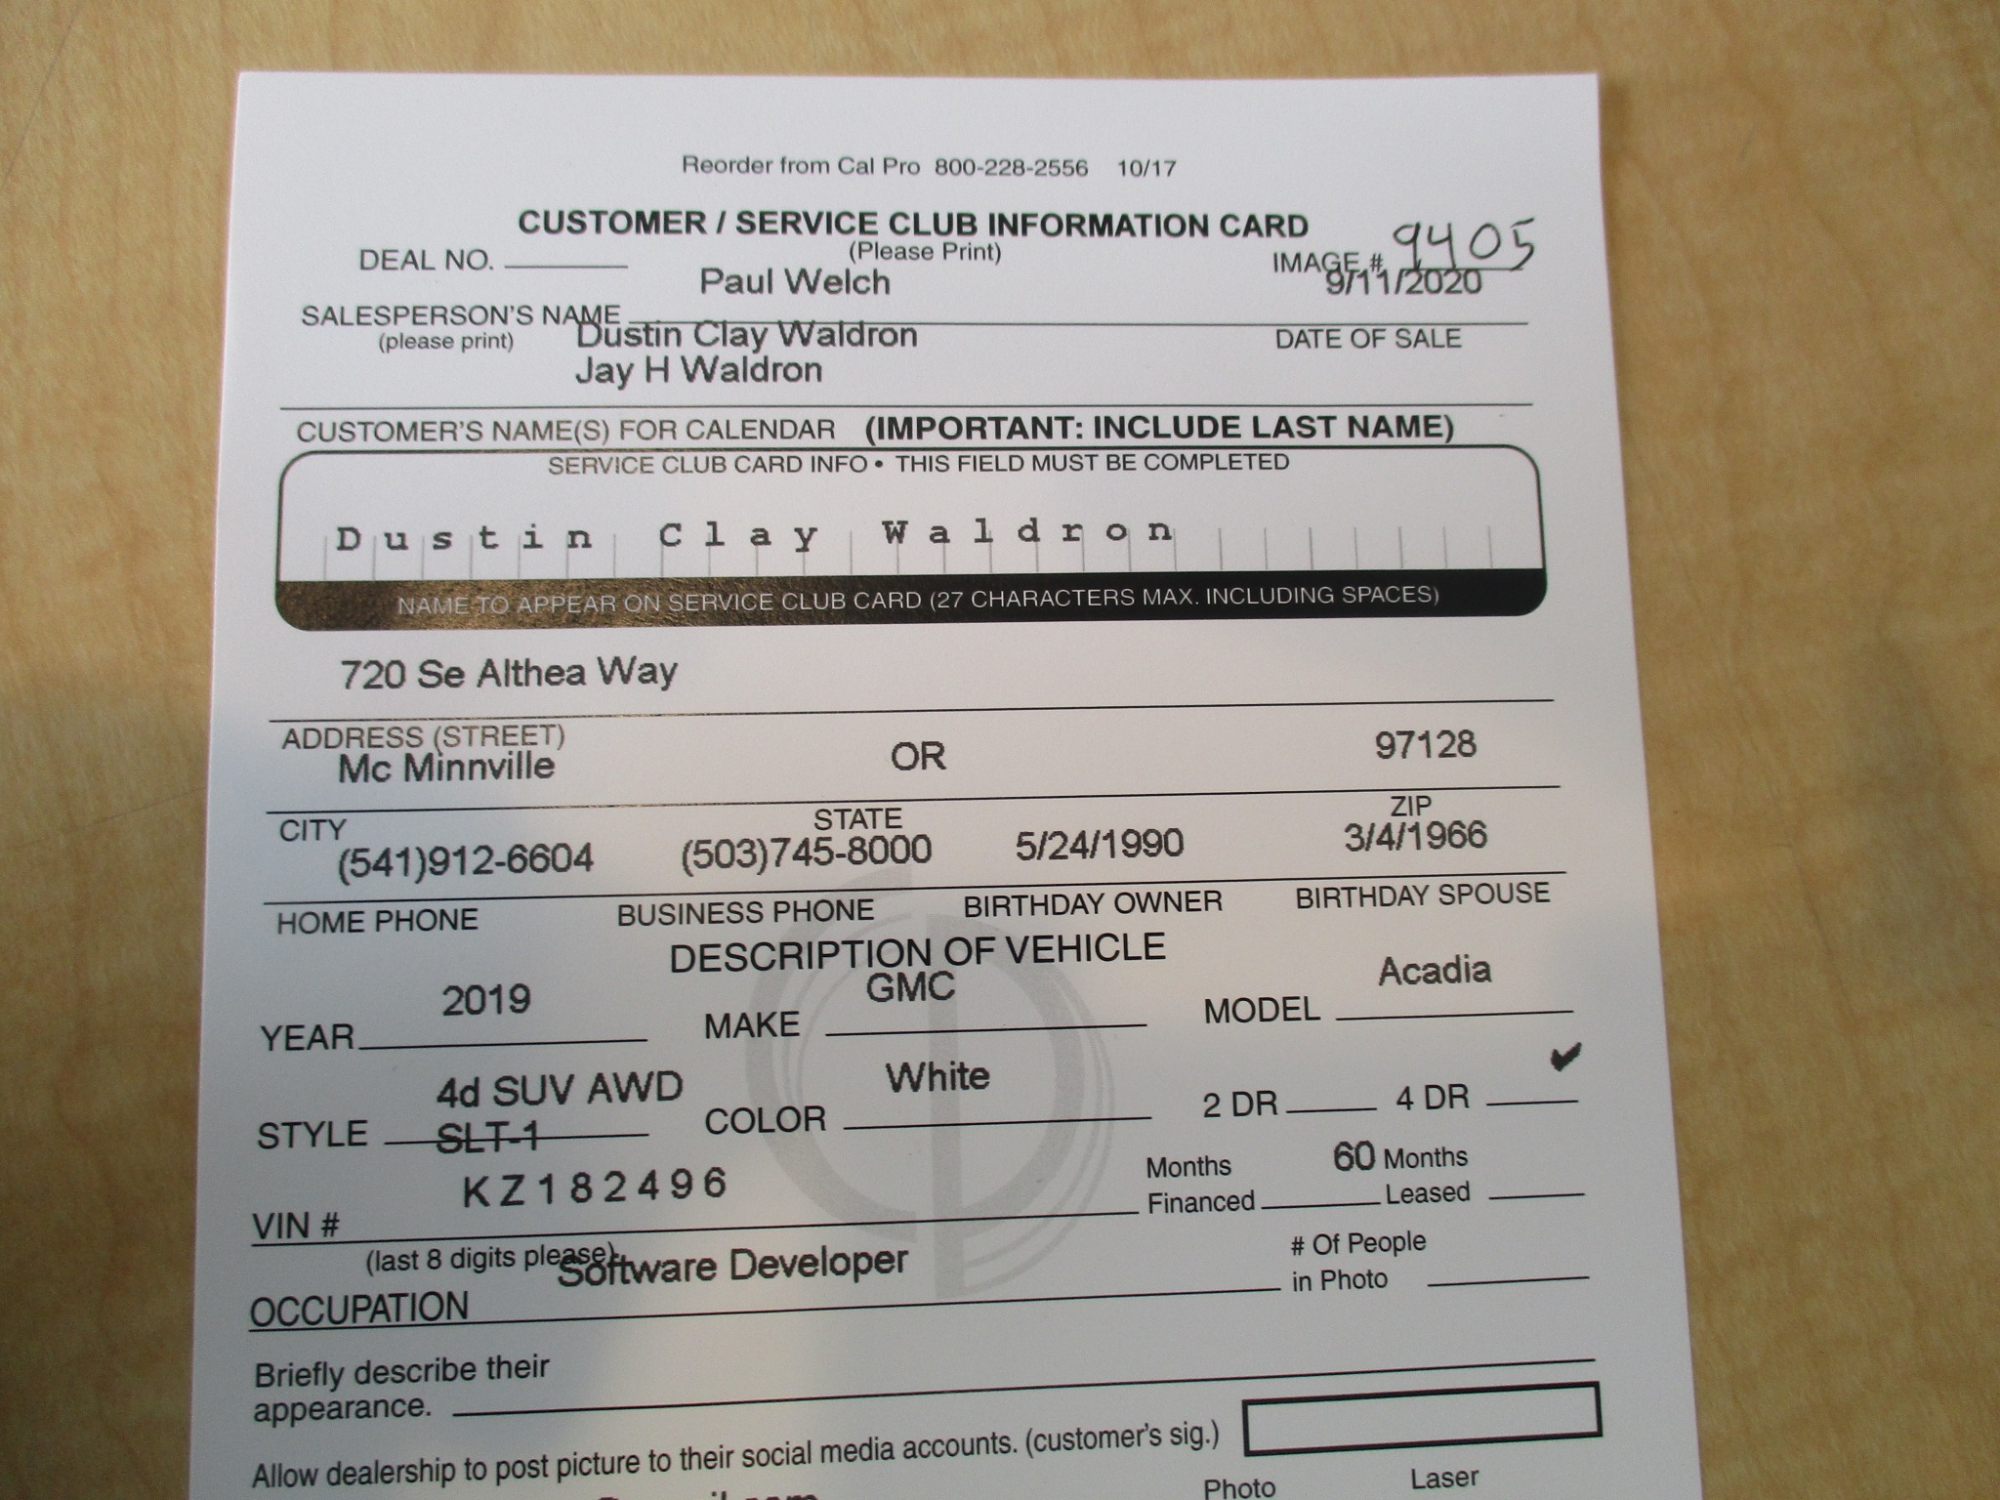 Reorder from Cal Pro 800-228-2556 10/17
CUSTOMER / SERVICE CLUB INFORMATION CARD
(Please Print)
DEAL NO.
IMAGE # 9405
Paul Welch
9/11/2020
SALESPERSON'S NAME
(please print)
DATE OF SALE
Dustin Clay Waldron
Jay H Waldron
CUSTOMER'S NAME(S) FOR CALENDAR (IMPORTANT: INCLUDE LAST NAME)
SERVICE CLUB CARD INFO • THIS FIELD MUST BE COMPLETED
Dustin Clay Waldron
NAME TO APPEAR ON SERVICE CLUB CARD (27 CHARACTERS MAX. INCLUDING SPACES)
720 Se Althea Way
ADDRESS (STREET)
Mc Minnville OR 97128
CITY STATE ZIP
(541)912-6604 (503)745-8000 5/24/1990 3/4/1966
HOME PHONE BUSINESS PHONE BIRTHDAY OWNER BIRTHDAY SPOUSE
DESCRIPTION OF VEHICLE
2019 GMC Acadia
YEAR MAKE MODEL
4d SUV AWD White ✔
STYLE SLT-1 COLOR 2 DR 4 DR
KZ182496
VIN #
Months Financed 60
Months Leased
(last 8 digits please)
Software Developer
OCCUPATION
# Of People
in Photo
Briefly describe their
appearance.
Allow dealership to post picture to their social media accounts. (customer's sig.)
Photo Laser